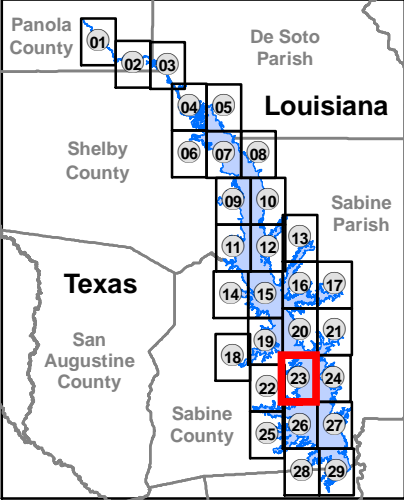 Panola
County
01
02
03
De Soto
Parish
04
05
Louisiana
06
07
08
Shelby
County
09
10
Sabine
Parish
11
12
13
Texas
14
15
16
17
San
Augustine
County
18
19
20
21
22
23
24
Sabine
County
25
26
27
28
29